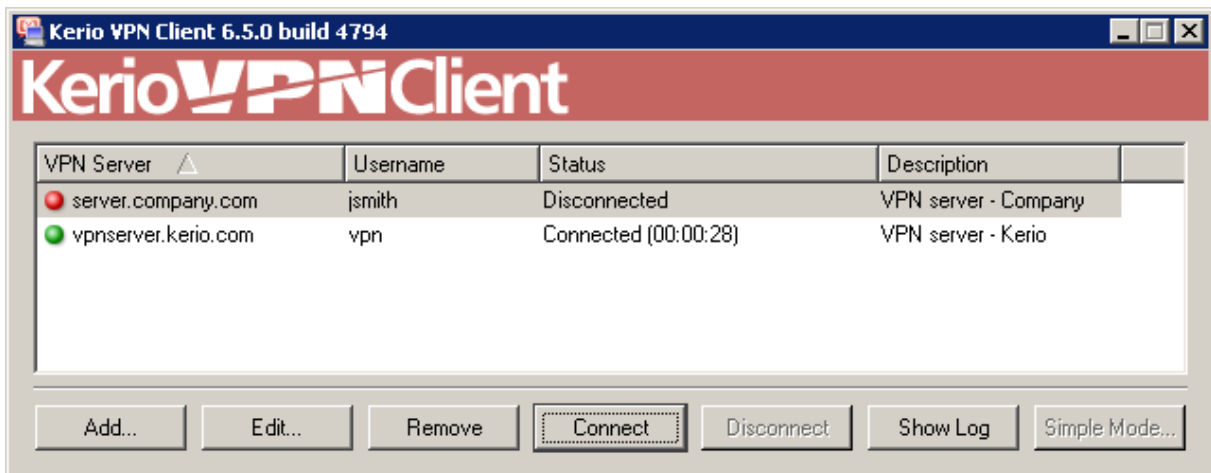 Kerio VPN Client 6.5.0 build 4794
KerioVPNClient
VPN Server Username Status Description
server.company.com jsmith Disconnected VPN server - Company
vpnserver.kerio.com vpn Connected (00:00:28) VPN server - Kerio
Add... Edit... Remove Connect Disconnect Show Log Simple Mode...